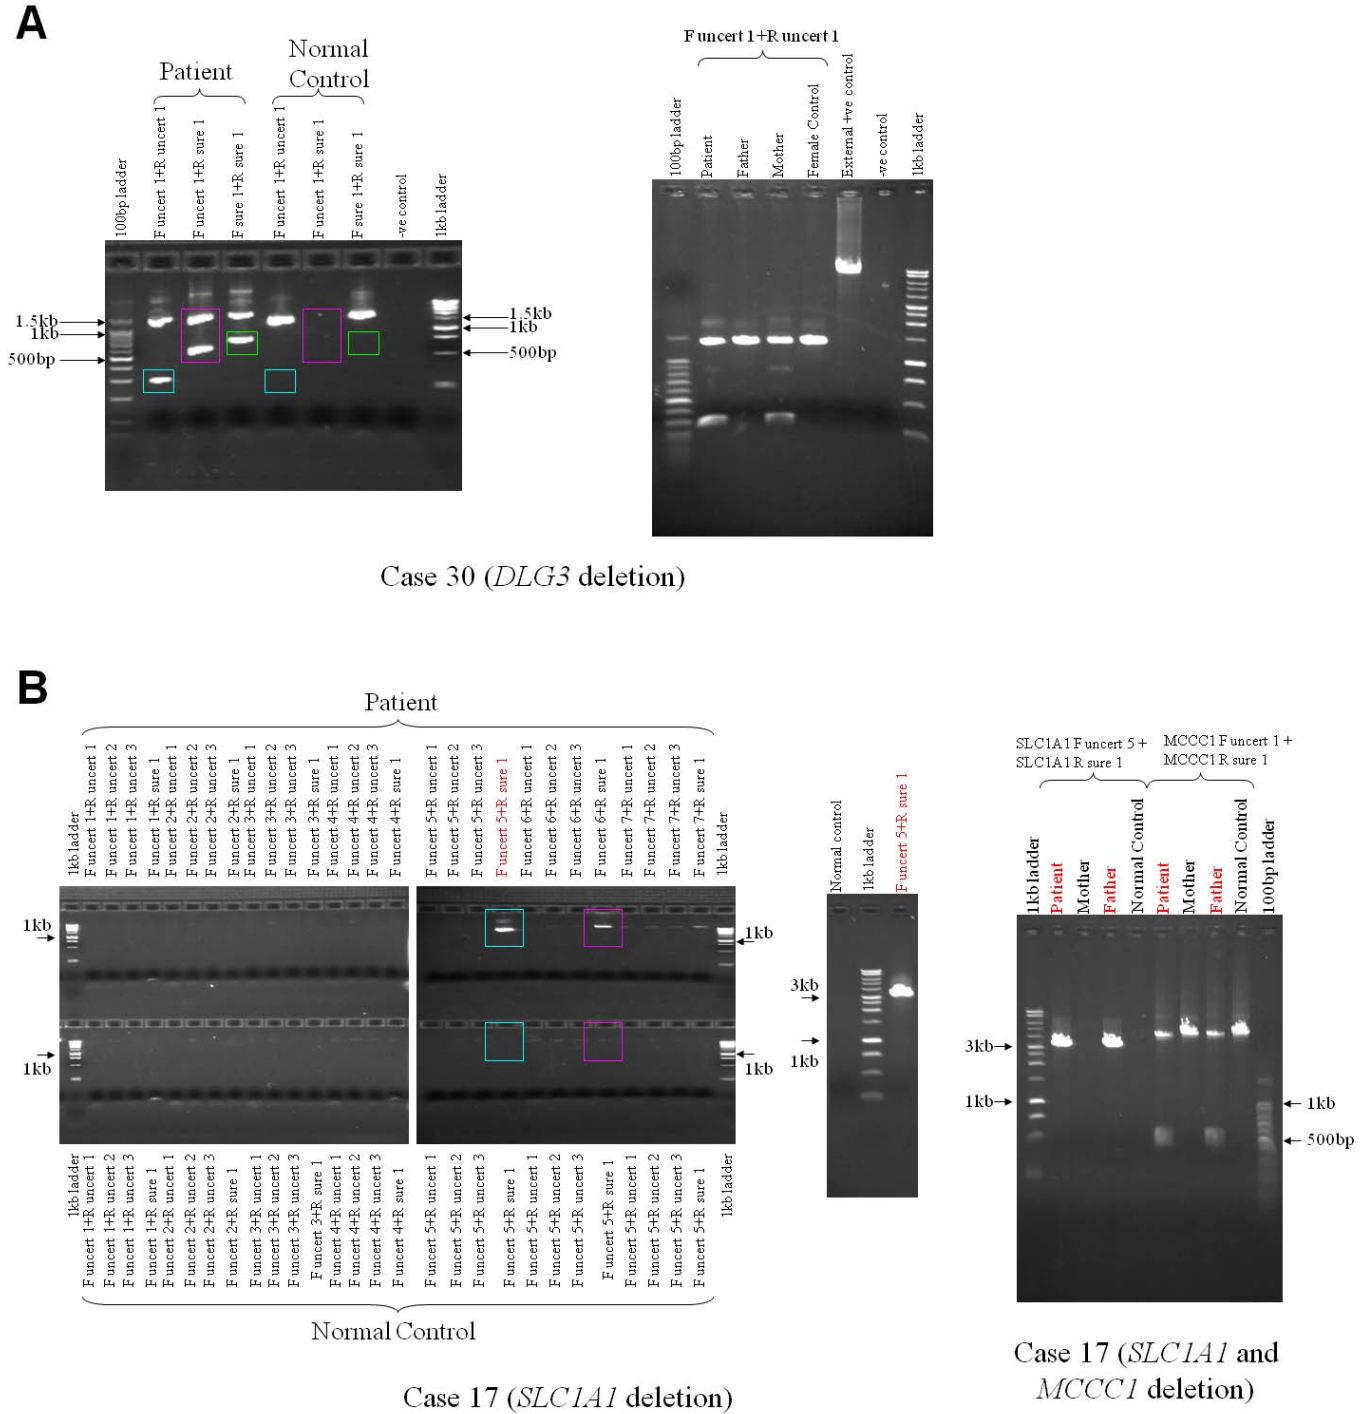 A
Patient
Normal
Control
100bp ladder
F uncert 1+R uncert 1
F uncert 1+R sure 1
F sure 1+R sure 1
F uncert 1+R uncert 1
F uncert 1+R sure 1
F sure 1+R sure 1
-ve control
1kb ladder
1.5kb
1kb
500bp
1.5kb
1kb
500bp
F uncert 1+R uncert 1
100bp ladder
Patient
Father
Mother
Female Control
External +ve control
-ve control
1kb ladder
Case 30 (DLG3 deletion)
B
Patient
1kb ladder
F uncert 1+R uncert 1
F uncert 1+R uncert 2
F uncert 1+R uncert 3
F uncert 1+R sure 1
F uncert 2+R uncert 1
F uncert 2+R uncert 2
F uncert 2+R uncert 3
F uncert 2+R sure 1
F uncert 3+R uncert 1
F uncert 3+R uncert 2
F uncert 3+R uncert 3
F uncert 3+R sure 1
F uncert 4+R uncert 1
F uncert 4+R uncert 2
F uncert 4+R uncert 3
F uncert 4+R sure 1
F uncert 5+R uncert 1
F uncert 5+R uncert 2
F uncert 5+R uncert 3
F uncert 5+R sure 1
F uncert 6+R uncert 1
F uncert 6+R uncert 2
F uncert 6+R uncert 3
F uncert 6+R sure 1
F uncert 7+R uncert 1
F uncert 7+R uncert 2
F uncert 7+R uncert 3
F uncert 7+R sure 1
1kb ladder
1kb
1kb
1kb
1kb
1kb ladder
F uncert 1+R uncert 1
F uncert 1+R uncert 2
F uncert 1+R uncert 3
F uncert 1+R sure 1
F uncert 2+R uncert 1
F uncert 2+R uncert 2
F uncert 2+R uncert 3
F uncert 2+R sure 1
F uncert 3+R uncert 1
F uncert 3+R uncert 2
F uncert 3+R uncert 3
F uncert 3+R sure 1
F uncert 4+R uncert 1
F uncert 4+R uncert 2
F uncert 4+R uncert 3
F uncert 4+R sure 1
F uncert 5+R uncert 1
F uncert 5+R uncert 2
F uncert 5+R uncert 3
F uncert 5+R sure 1
F uncert 5+R uncert 1
F uncert 5+R uncert 2
F uncert 5+R uncert 3
F uncert 5+R sure 1
F uncert 5+R uncert 1
F uncert 5+R uncert 2
F uncert 5+R uncert 3
F uncert 5+R sure 1
1kb ladder
Normal Control
Case 17 (SLC1A1 deletion)
Normal control
1kb ladder
F uncert 5+R sure 1
3kb
1kb
SLC1A1 F uncert 5 +
SLC1A1 R sure 1
MCCC1 F uncert 1 +
MCCC1 R sure 1
1kb ladder
Patient
Mother
Father
Normal Control
Patient
Mother
Father
Normal Control
100bp ladder
3kb
1kb
1kb
500bp
Case 17 (SLC1A1 and
MCCC1 deletion)